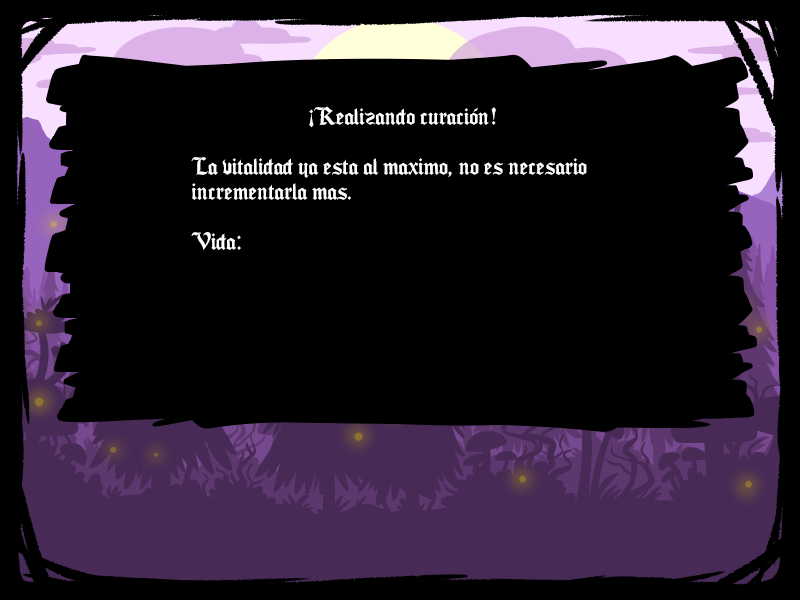 ¡Realizando curación!
La vitalidad ya esta al maximo, no es necesario
incrementarla mas.
Vida: